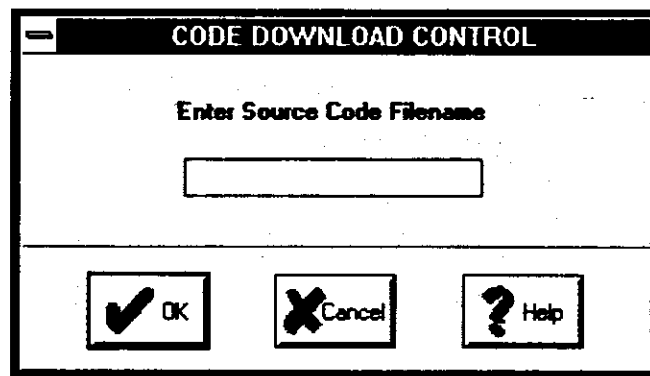 CODE DOWNLOAD CONTROL
Enter Source Code Filename
OK Cancel Help